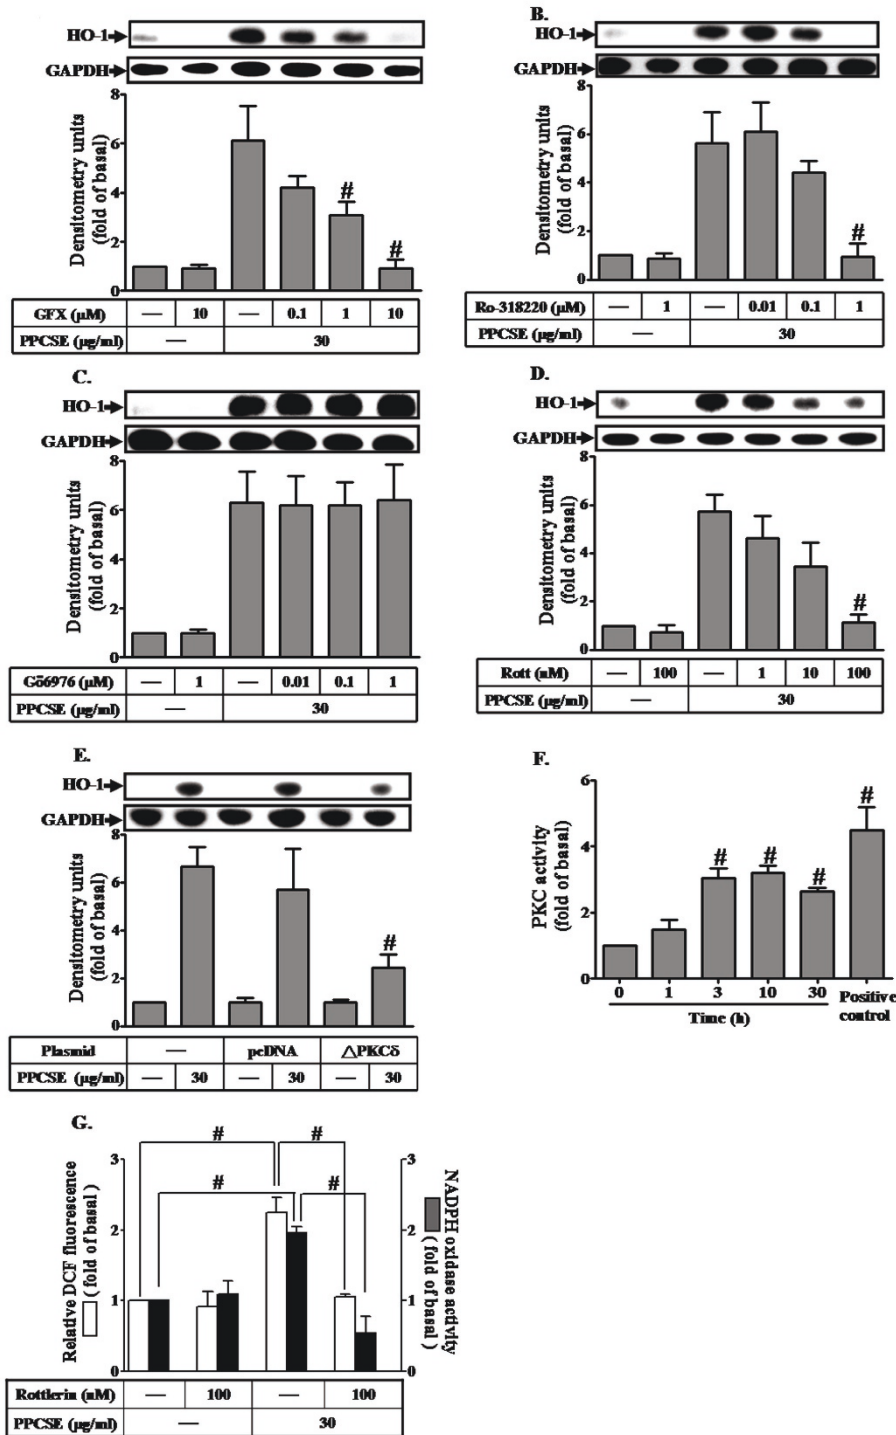 HO-1
GAPDH
8
6
4
2
0
Densitometry units
(fold of basal)
#
#
GFX (μM) — 10 — 0.1 1 10
PPCSE (μg/ml) — 30
B.
HO-1
GAPDH
8
6
4
2
0
Densitometry units
(fold of basal)
#
Ro-318220 (μM) — 1 — 0.01 0.1 1
PPCSE (μg/ml) — 30
C.
HO-1
GAPDH
8
6
4
2
0
Densitometry units
(fold of basal)
Gö6976 (μM) — 1 — 0.01 0.1 1
PPCSE (μg/ml) — 30
D.
HO-1
GAPDH
8
6
4
2
0
Densitometry units
(fold of basal)
#
Rott (nM) — 100 — 1 10 100
PPCSE (μg/ml) — 30
E.
HO-1
GAPDH
8
6
4
2
0
Densitometry units
(fold of basal)
#
Plasmid — pcDNA △PKCδ
PPCSE (μg/ml) — 30 — 30 — 30
F.
6
4
2
0
PKC activity
(fold of basal)
# # # #
0 1 3 10 30 Positive
control
Time (h)
G.
# #
# #
3
2
1
0
Relative DCF fluorescence
( fold of basal )
3
2
1
0
NADPH oxidase activity
( fold of basal )
Rottlerin (nM) — 100 — 100
PPCSE (μg/ml) — 30